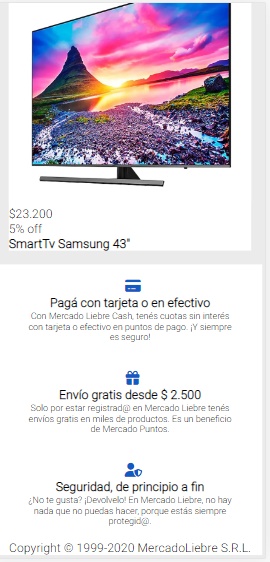 $23.200
5% off
SmartTv Samsung 43"
Pagá con tarjeta o en efectivo
Con Mercado Liebre Cash, tenés cuotas sin interés
con tarjeta o efectivo en puntos de pago. ¡Y siempre
es seguro!
Envío gratis desde $ 2.500
Solo por estar registrad@ en Mercado Liebre tenés
envíos gratis en miles de productos. Es un beneficio
de Mercado Puntos.
Seguridad, de principio a fin
¿No te gusta? ¡Devolvelo! En Mercado Liebre, no hay
nada que no puedas hacer, porque estás siempre
protegid@.
Copyright © 1999-2020 MercadoLiebre S.R.L.